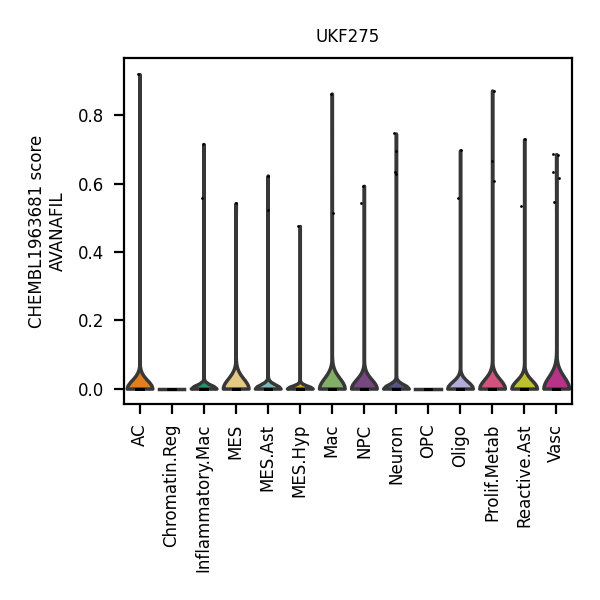 UKF275
CHEMBL1963681 score
AVANAFIL
0.8
0.6
0.4
0.2
0.0
AC
Chromatin.Reg
Inflammatory.Mac
MES
MES.Ast
MES.Hyp
Mac
NPC
Neuron
OPC
Oligo
Prolif.Metab
Reactive.Ast
Vasc